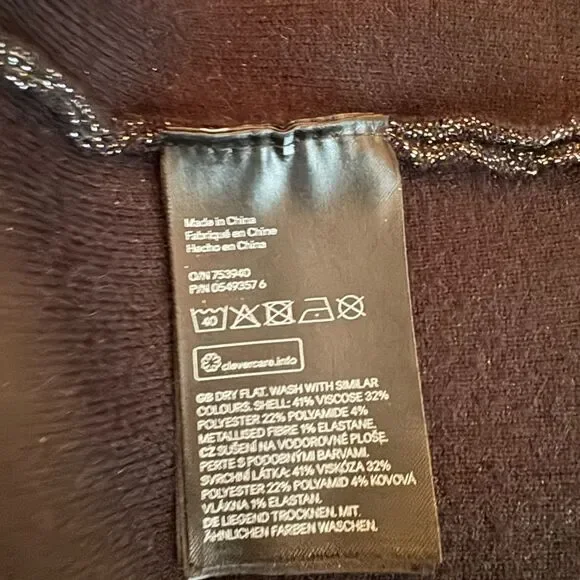 Made in China
Fabriqué en Chine
Hecho en China
O/N 753940
P/N 0549357 6
40
clevercare.info
GB DRY FLAT. WASH WITH SIMILAR
COLOURS. SHELL: 41% VISCOSE 32%
POLYESTER 22% POLYAMIDE 4%
METALLISED FIBRE 1% ELASTANE.
CZ SUŠENÍ NA VODOROVNÉ PLOŠE.
PERTE S PODOBNÝMI BARVAMI.
SVRCHNÍ LÁTKA: 41% VISKÓZA 32%
POLYESTER 22% POLYAMID 4% KOVOVÁ
VLÁKNA 1% ELASTAN.
DE LIEGEND TROCKNEN. MIT
ÄHNLICHEN FARBEN WASCHEN.